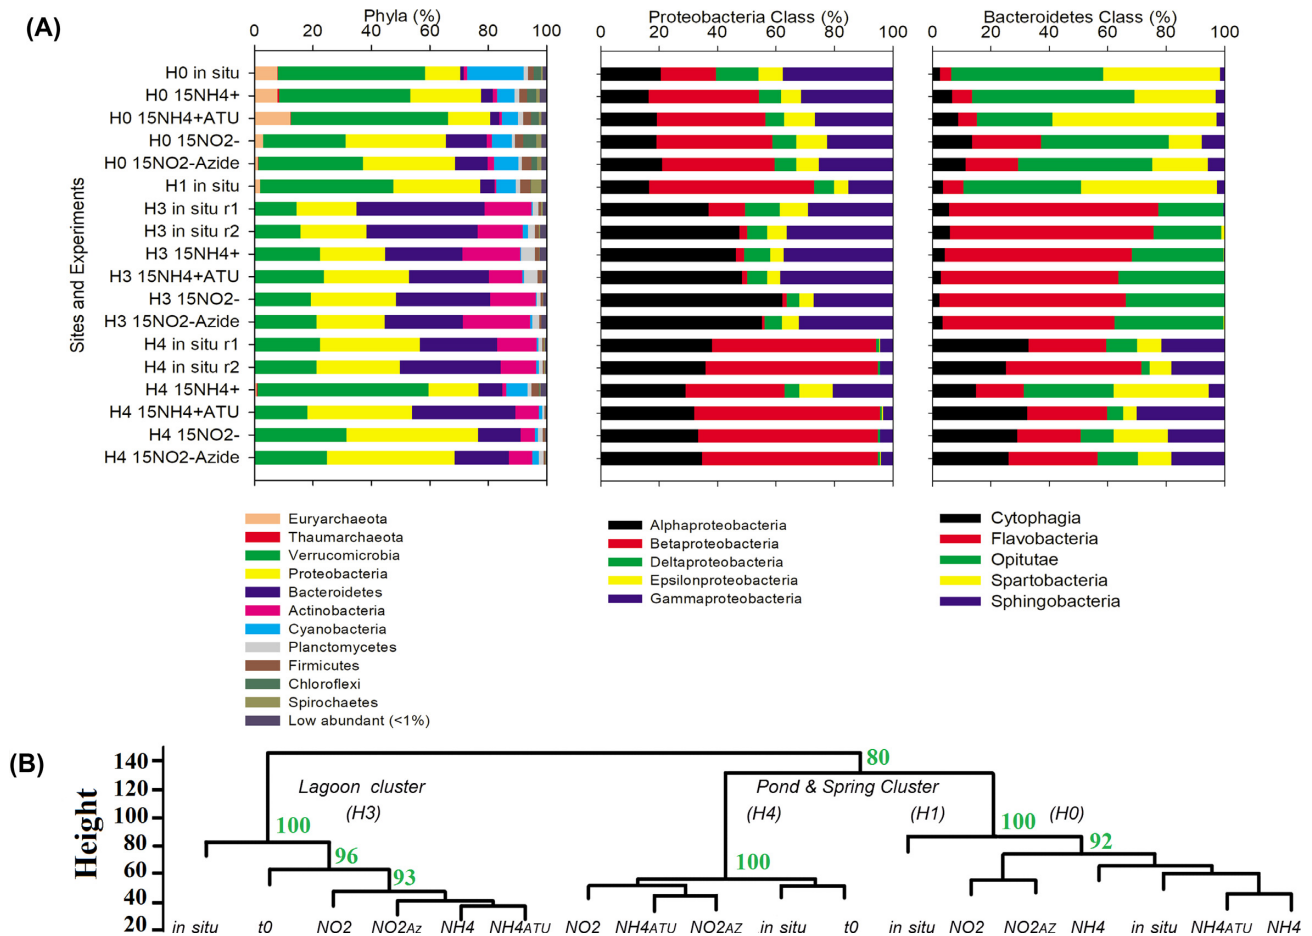 (A)
Phyla (%)
0 20 40 60 80 100
Proteobacteria Class (%)
0 20 40 60 80 100
Bacteroidetes Class (%)
0 20 40 60 80 100
Sites and Experiments
H0 in situ
H0 15NH4+
H0 15NH4+ATU
H0 15NO2-
H0 15NO2-Azide
H1 in situ
H3 in situ r1
H3 in situ r2
H3 15NH4+
H3 15NH4+ATU
H3 15NO2-
H3 15NO2-Azide
H4 in situ r1
H4 in situ r2
H4 15NH4+
H4 15NH4+ATU
H4 15NO2-
H4 15NO2-Azide
Euryarchaeota
Thaumarchaeota
Verrucomicrobia
Proteobacteria
Bacteroidetes
Actinobacteria
Cyanobacteria
Planctomycetes
Firmicutes
Chloroflexi
Spirochaetes
Low abundant (<1%)
Alphaproteobacteria
Betaproteobacteria
Deltaproteobacteria
Epsilonproteobacteria
Gammaproteobacteria
Cytophagia
Flavobacteria
Opitutae
Spartobacteria
Sphingobacteria
(B)
Height
140
120
100
80
60
40
20
80
Lagoon cluster
(H3)
Pond & Spring Cluster
(H4) (H1) (H0)
100
96
93
100
100
92
in situ t0 NO2 NO2AZ NH4 NH4ATU NO2 NH4ATU NO2AZ in situ t0 in situ NO2 NO2AZ NH4 in situ NH4ATU NH4